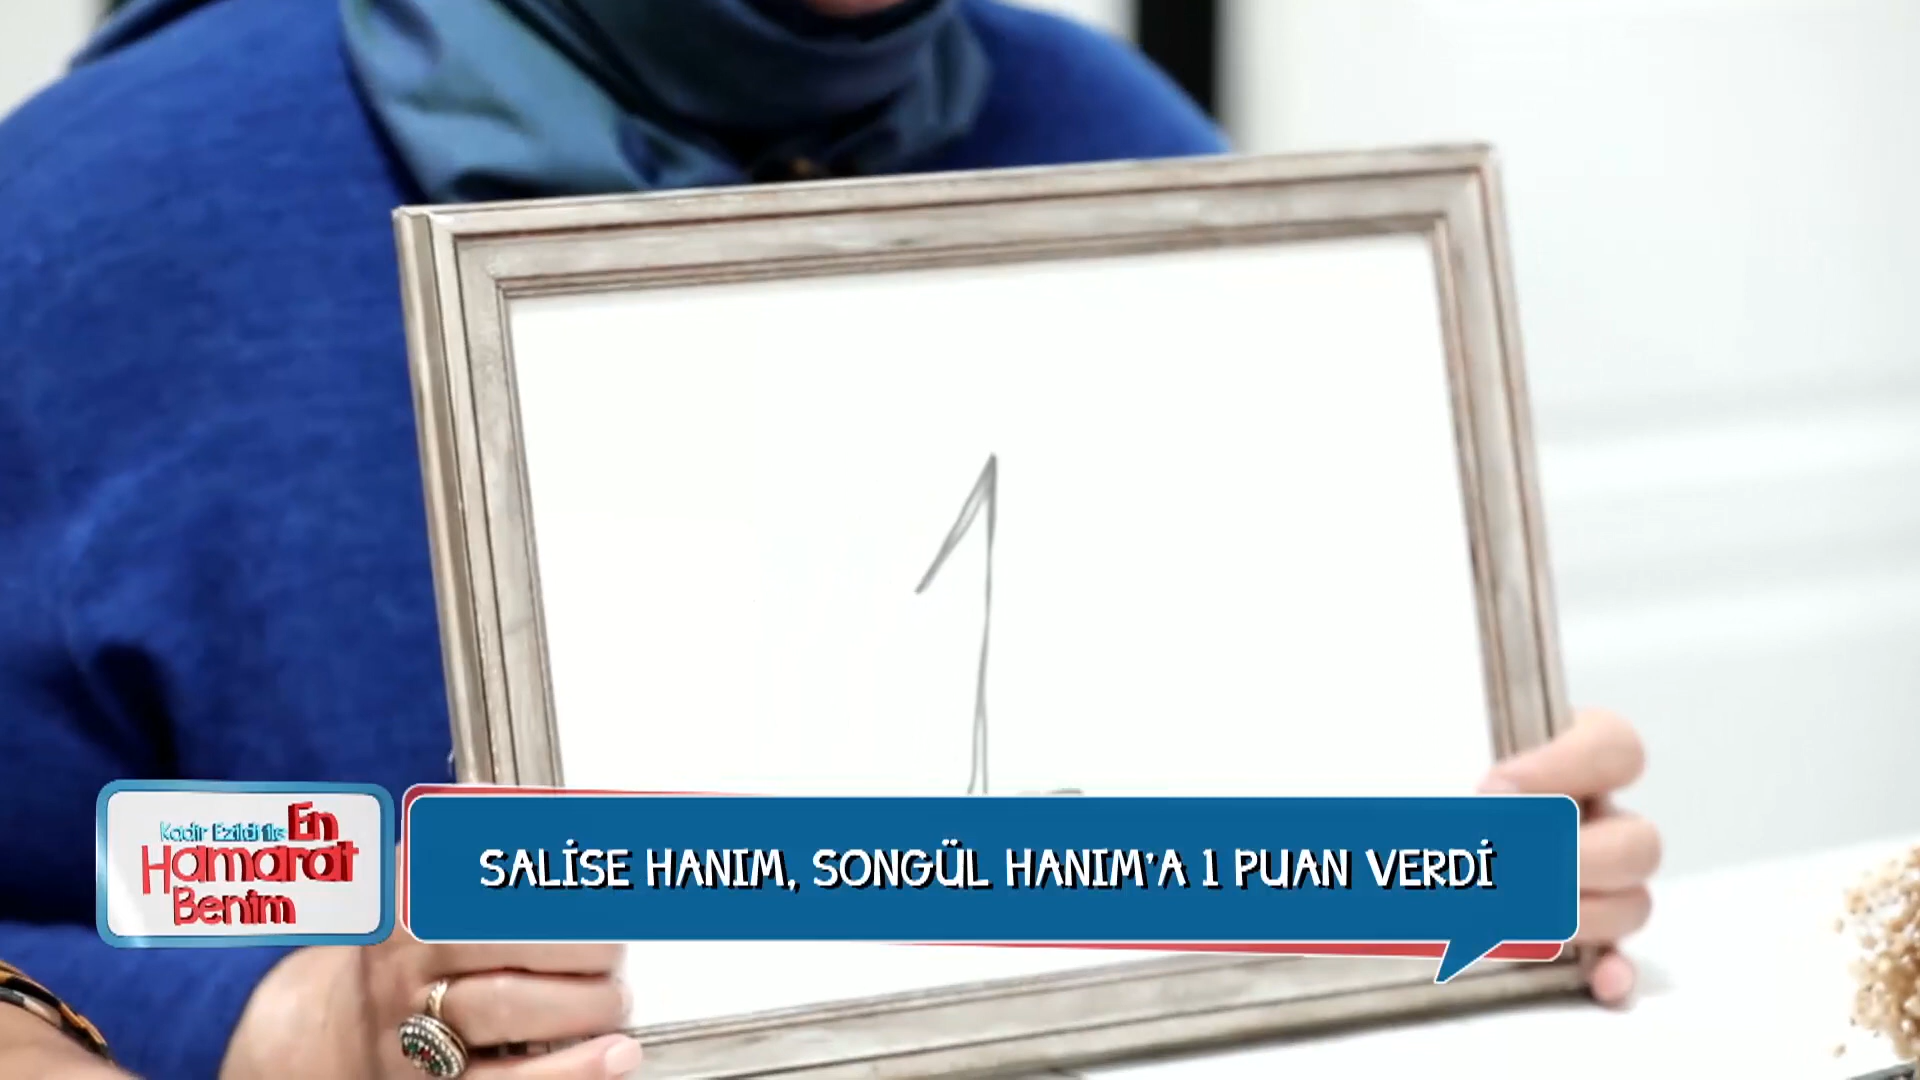 1
Kadir Ezildi ile En
Hamarat
Benim
SALİSE HANIM, SONGÜL HANIM'A 1 PUAN VERDİ